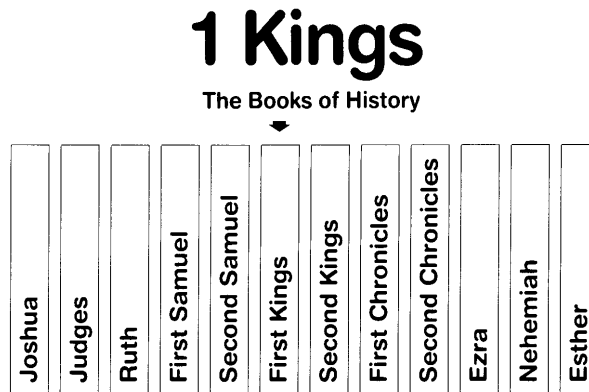 1 Kings
The Books of History
Joshua
Judges
Ruth
First Samuel
Second Samuel
First Kings
Second Kings
First Chronicles
Second Chronicles
Ezra
Nehemiah
Esther